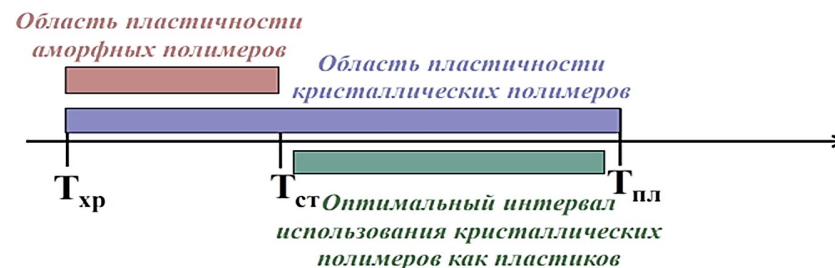 Область пластичности
аморфных полимеров
Область пластичности
кристаллических полимеров
Тхр
Тст
Тпл
Оптимальный интервал
использования кристаллических
полимеров как пластиков